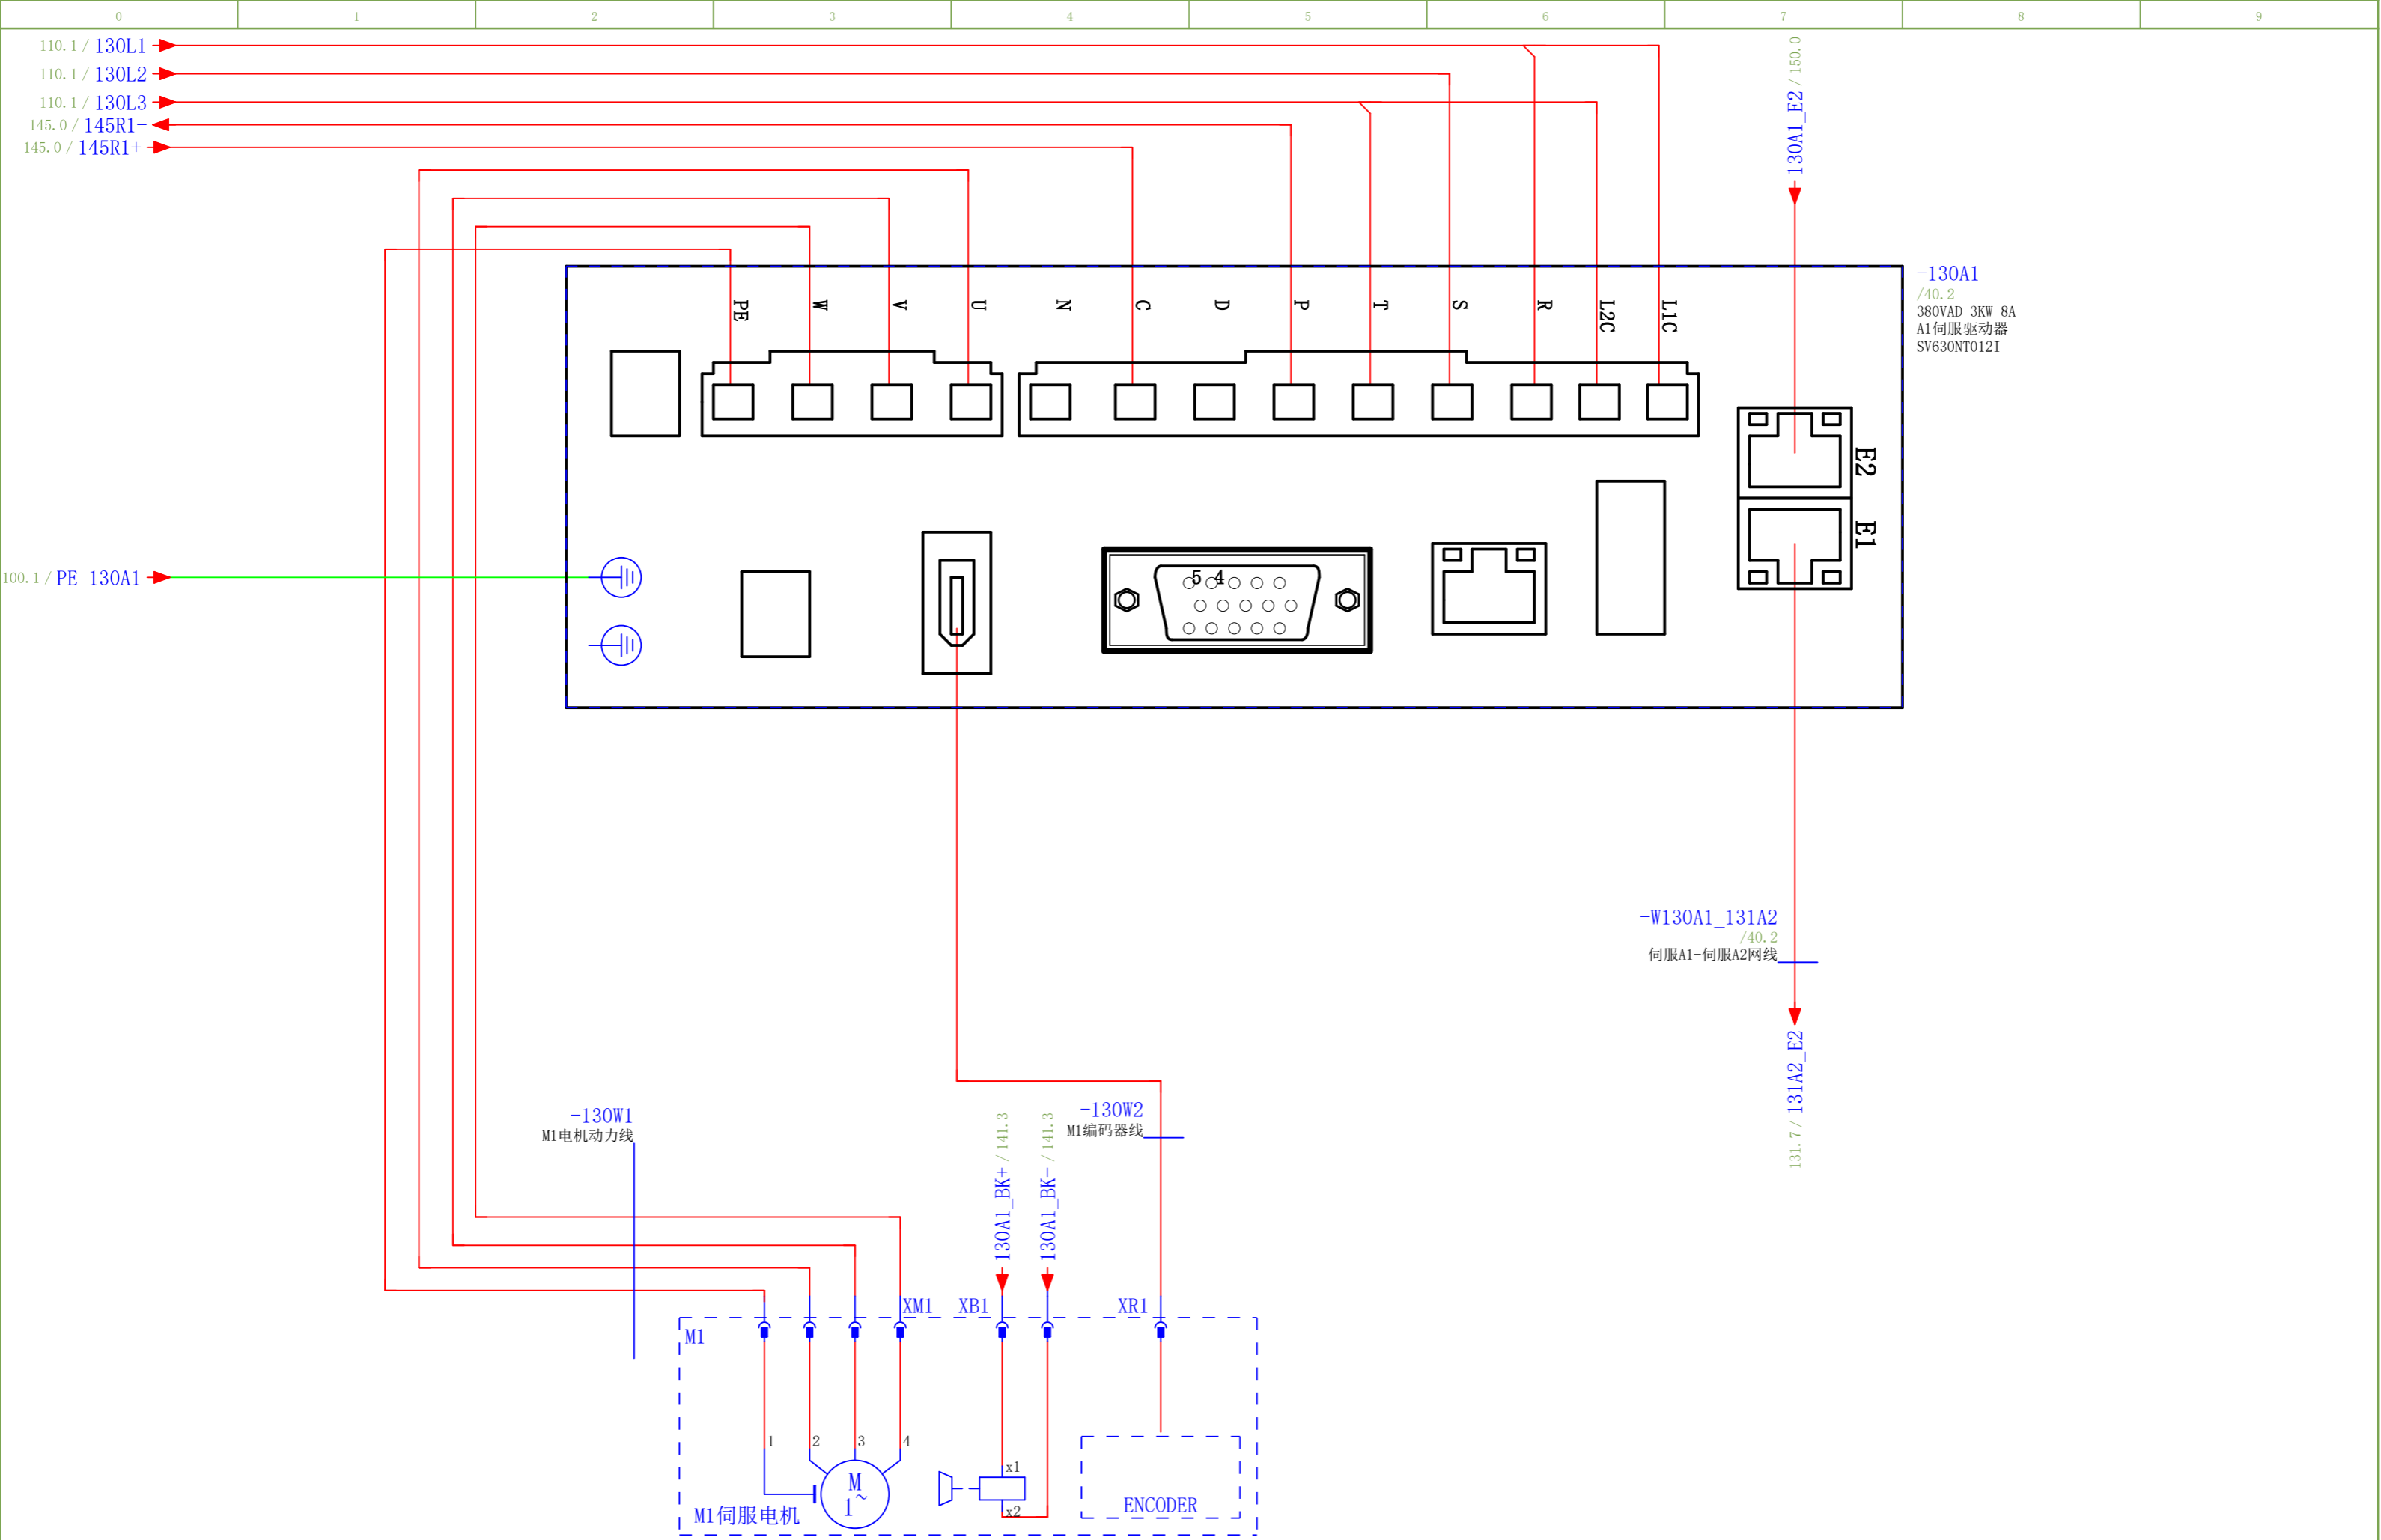 0 1 2 3 4 5 6 7 8 9
110.1 / 130L1
110.1 / 130L2
110.1 / 130L3
145.0 / 145R1-
145.0 / 145R1+
130A1_E2 / 150.0
-130A1
/40.2
380VAD 3KW 8A
A1伺服驱动器
SV630NT012I
PE W V U N C D P T S R L2C L1C
E2
E1
100.1 / PE_130A1
5 4
-W130A1_131A2
/40.2
伺服A1-伺服A2网线
131.7 / 131A2_E2
-130W1
M1电机动力线
130A1_BK+ / 141.3
130A1_BK- / 141.3
-130W2
M1编码器线
XM1 XB1 XR1
M1
1 2 3 4
x1
M
1~
x2
ENCODER
M1伺服电机